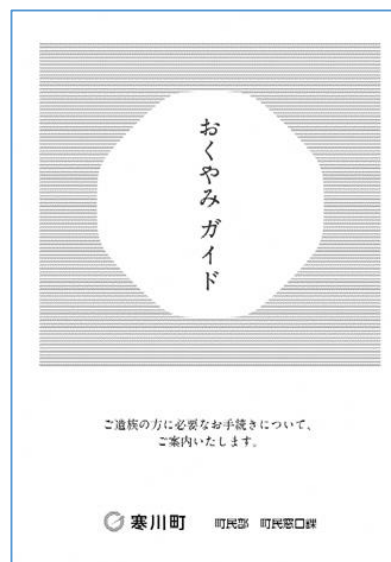 おくやみ ガイド
ご遺族の方に必要なお手続きについて、
ご案内いたします。
寒川町 町民部 町民窓口課